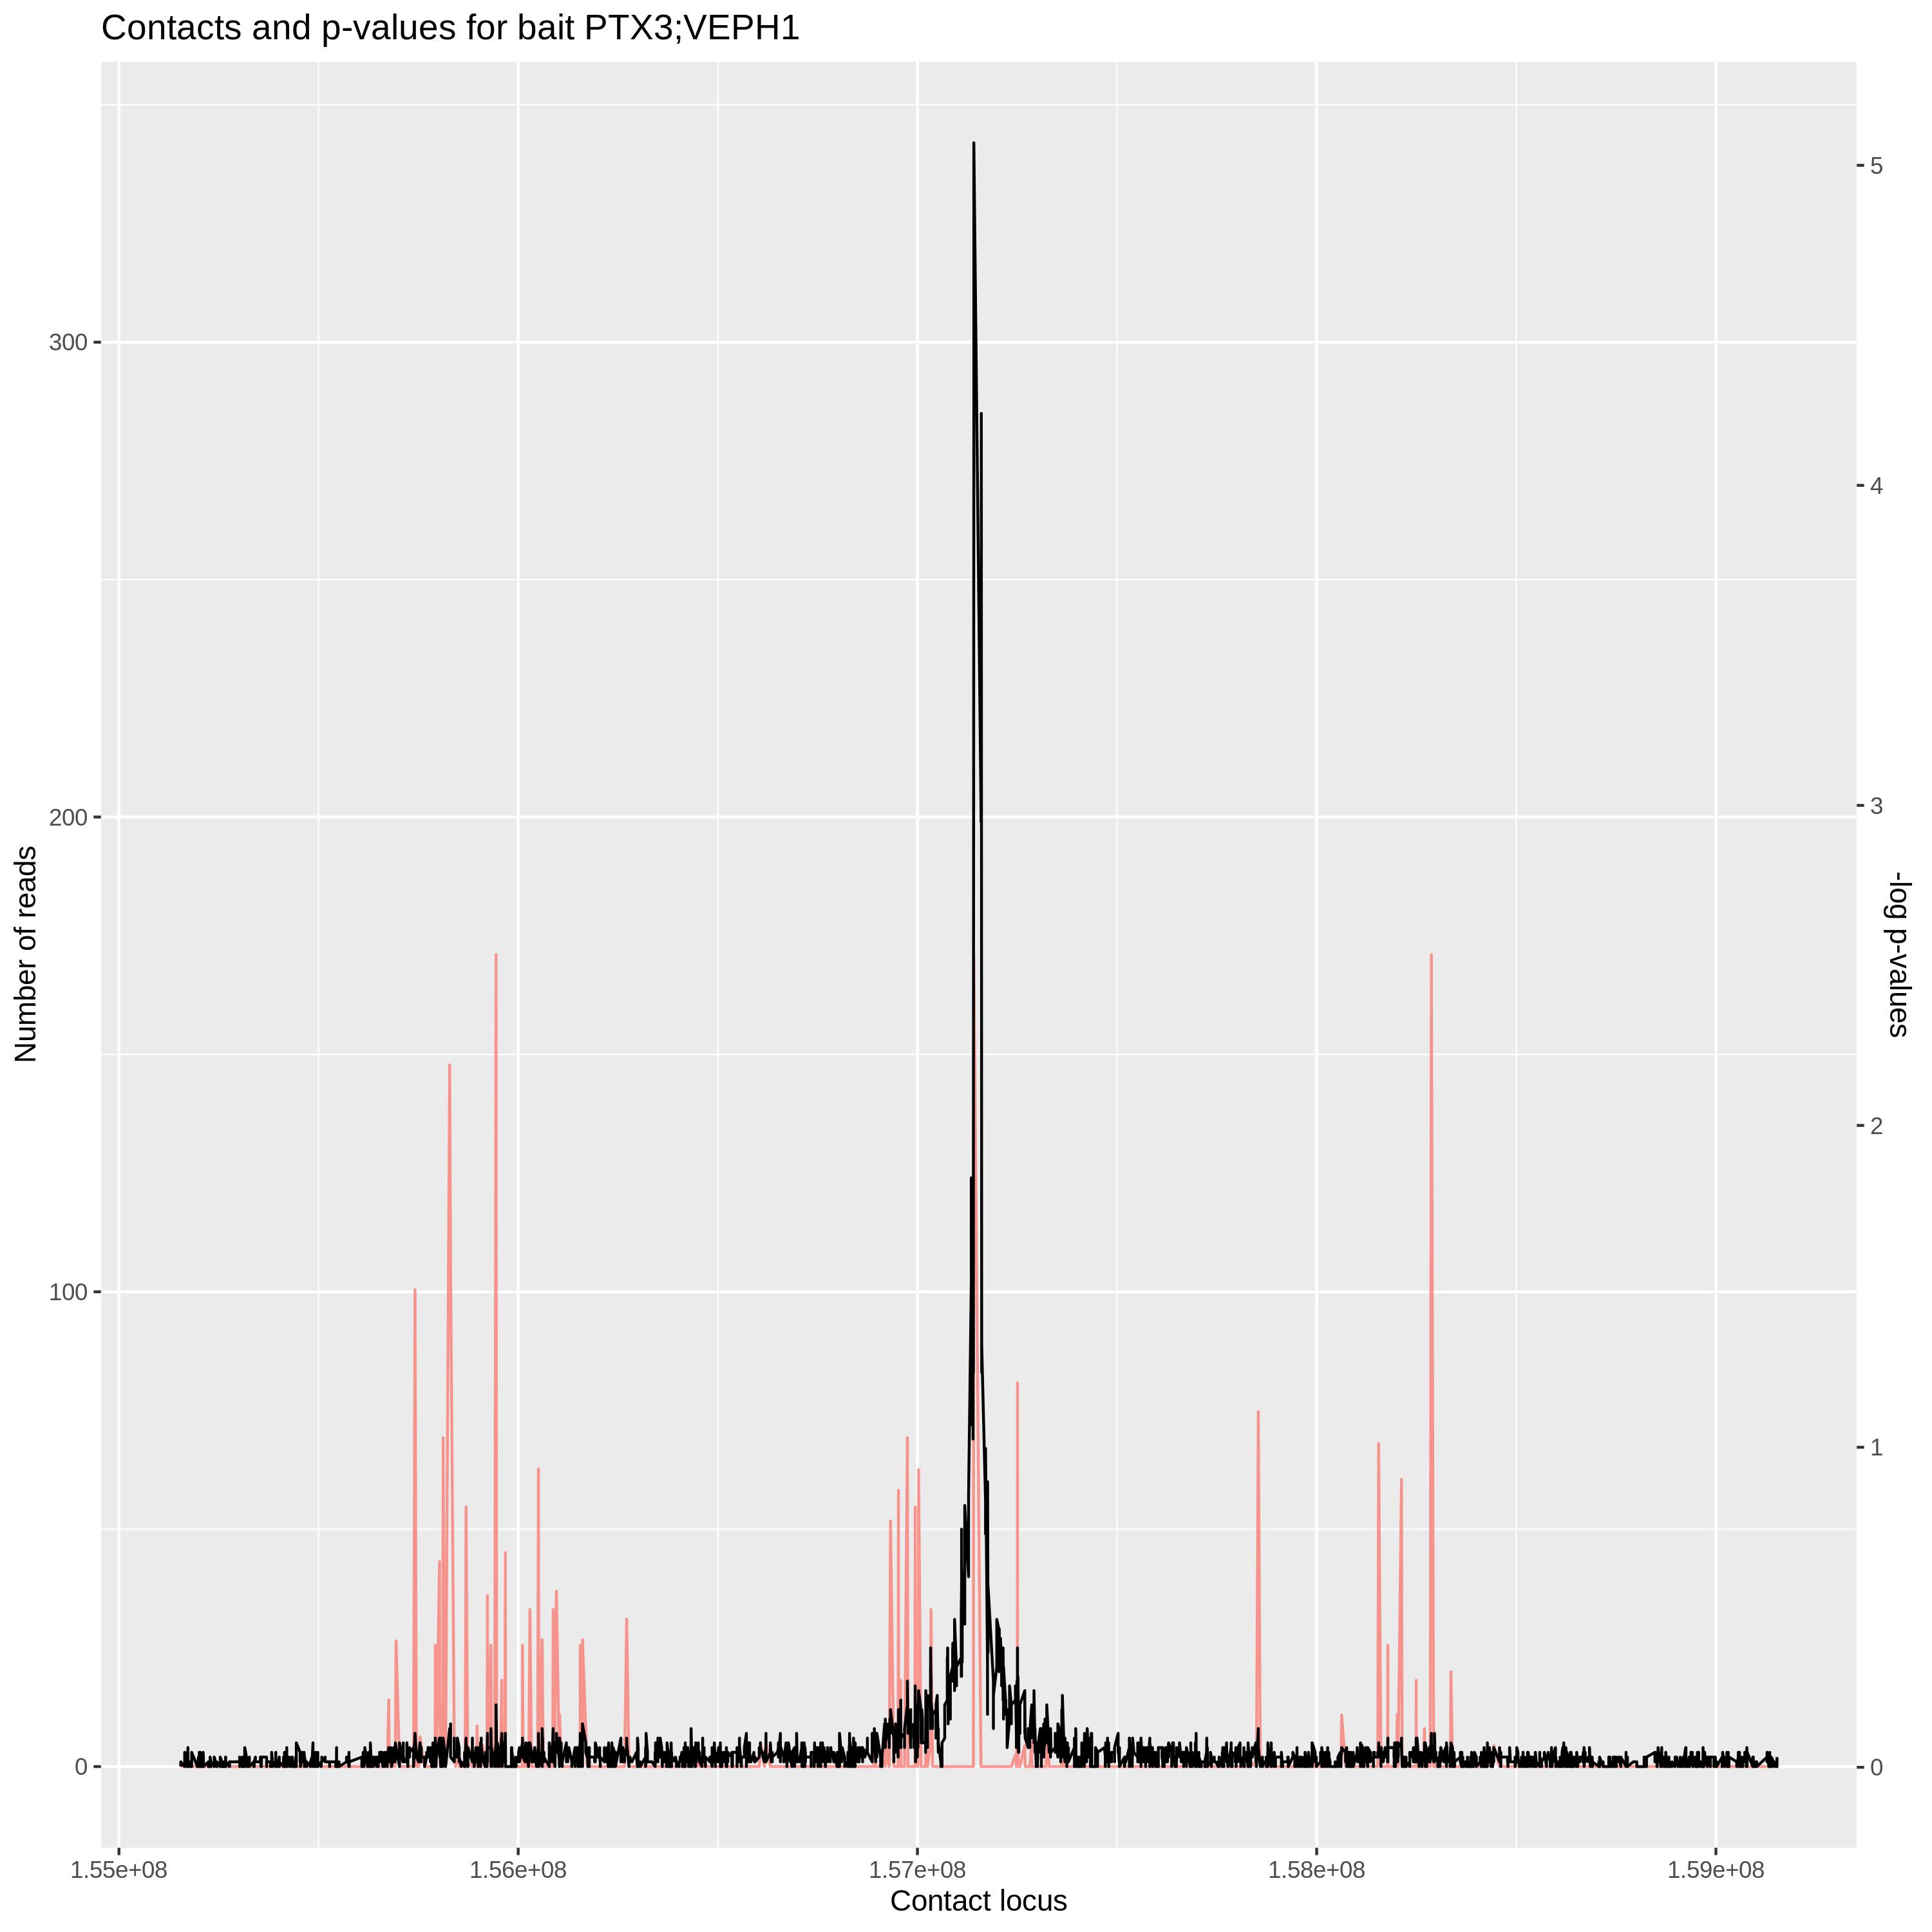 Contacts and p-values for bait PTX3;VEPH1
Number of reads
300
200
100
0
5
4
3
2
1
0
-log p-values
1.55e+08
1.56e+08
1.57e+08
1.58e+08
1.59e+08
Contact locus